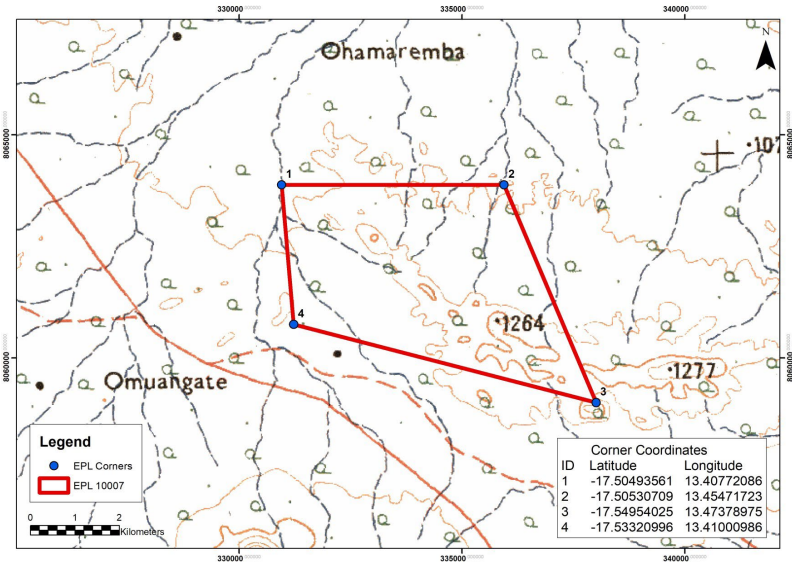 330000 335000 340000
N
Ohamaremba
8065000 8065000
107
1 2
4
1264
1277
8060000 8060000
Omuangate
3
Legend
EPL Corners
EPL 10007
0 1 2
Kilometers
Corner Coordinates
ID Latitude Longitude
1 -17.50493561 13.40772086
2 -17.50530709 13.45471723
3 -17.54954025 13.47378975
4 -17.53320996 13.41000986
330000 335000 340000